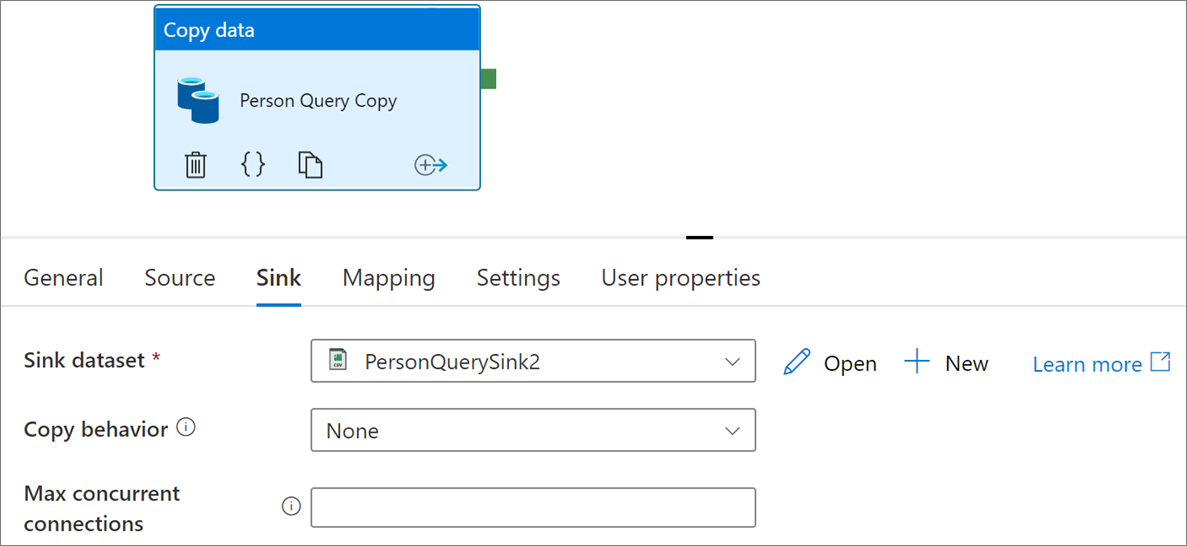 Copy data
Person Query Copy
General Source Sink Mapping Settings User properties
Sink dataset * CSV PersonQuerySink2 Open New Learn more
Copy behavior None
Max concurrent
connections